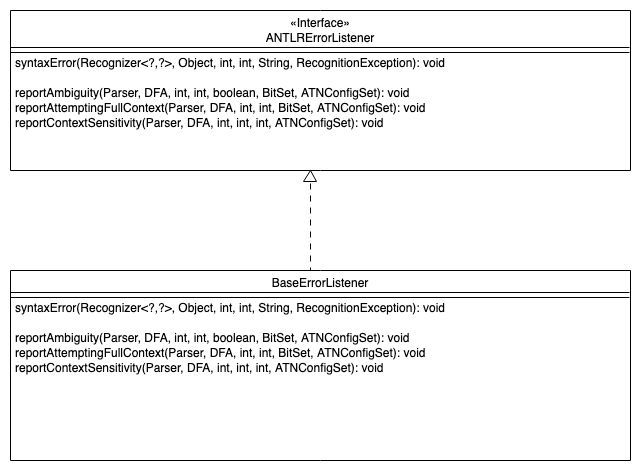 «Interface»
ANTLRErrorListener
syntaxError(Recognizer<?,?>, Object, int, int, String, RecognitionException): void
reportAmbiguity(Parser, DFA, int, int, boolean, BitSet, ATNConfigSet): void
reportAttemptingFullContext(Parser, DFA, int, int, BitSet, ATNConfigSet): void
reportContextSensitivity(Parser, DFA, int, int, int, ATNConfigSet): void
BaseErrorListener
syntaxError(Recognizer<?,?>, Object, int, int, String, RecognitionException): void
reportAmbiguity(Parser, DFA, int, int, boolean, BitSet, ATNConfigSet): void
reportAttemptingFullContext(Parser, DFA, int, int, BitSet, ATNConfigSet): void
reportContextSensitivity(Parser, DFA, int, int, int, ATNConfigSet): void